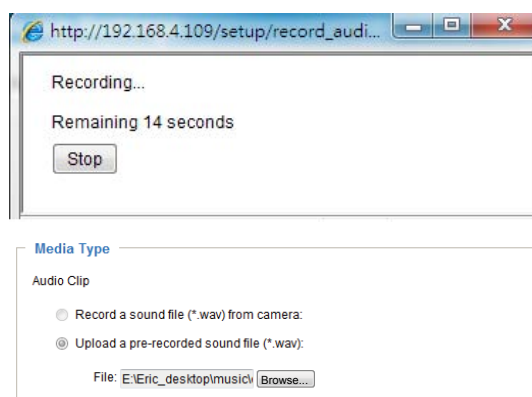 http://192.168.4.109/setup/record_audi...
Recording...
Remaining 14 seconds
Stop
Media Type
Audio Clip
Record a sound file (*.wav) from camera:
Upload a pre-recorded sound file (*.wav):
File: E:\Eric_desktop\music\ Browse...